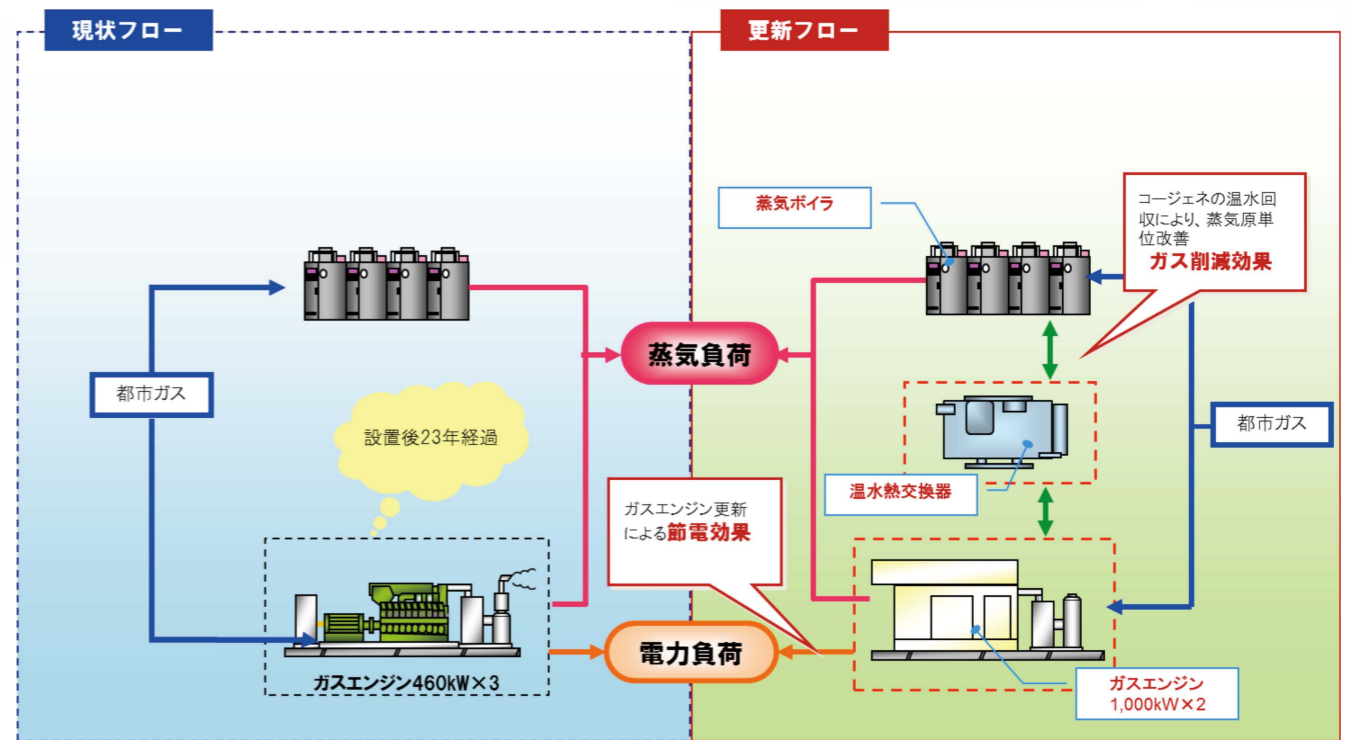 現状フロー
更新フロー
蒸気ボイラ
コージェネの温水回
収により、蒸気原単
位改善
ガス削減効果
蒸気負荷
都市ガス
都市ガス
設置後23年経過
温水熱交換器
ガスエンジン更新
による節電効果
電力負荷
ガスエンジン460kW×3
ガスエンジン
1,000kW×2